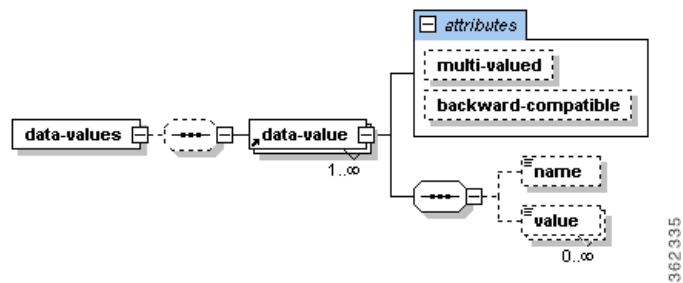 attributes
multi-valued
backward-compatible
data-values
data-value
1..∞
name
value
0..∞
362335